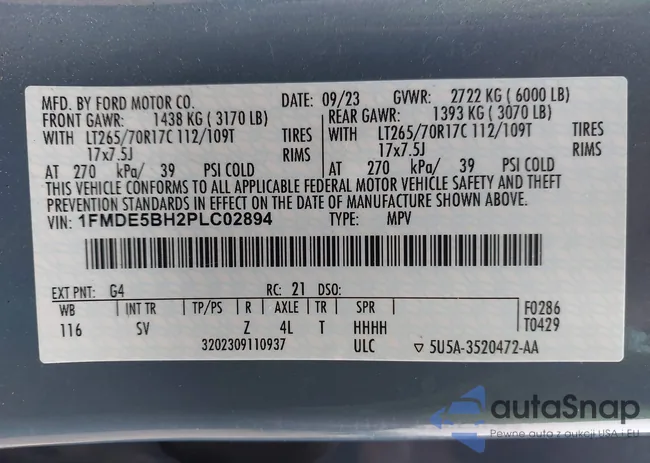 MFD. BY FORD MOTOR CO. DATE: 09/23 GVWR: 2722 KG ( 6000 LB)
FRONT GAWR: 1438 KG ( 3170 LB) REAR GAWR: 1393 KG ( 3070 LB)
WITH LT265/70R17C 112/109T TIRES WITH LT265/70R17C 112/109T TIRES
17x7.5J RIMS 17x7.5J RIMS
AT 270 kPa/ 39 PSI COLD AT 270 kPa/ 39 PSI COLD
THIS VEHICLE CONFORMS TO ALL APPLICABLE FEDERAL MOTOR VEHICLE SAFETY AND THEFT
PREVENTION STANDARDS IN EFFECT ON THE DATE OF MANUFACTURE SHOWN ABOVE.
VIN: 1FMDE5BH2PLC02894 TYPE: MPV
EXT PNT: G4 RC: 21 DSO:
WB INT TR TP/PS R AXLE TR SPR F0286
116 SV Z 4L T HHHH T0429
3202309110937 ULC ▽ 5U5A-3520472-AA
autaSnap
Pewne auta z aukcji USA i EU